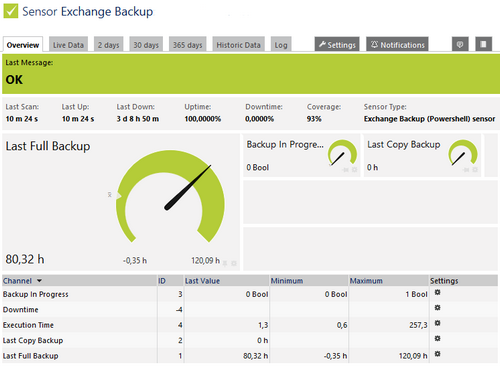 Sensor Exchange Backup
Overview Live Data 2 days 30 days 365 days Historic Data Log Settings Notifications
Last Message:
OK
Last Scan: Last Up: Last Down: Uptime: Downtime: Coverage: Sensor Type:
10 m 24 s 10 m 24 s 3 d 8 h 50 m 100,0000% 0,0000% 93% Exchange Backup (Powershell) sensor
Last Full Backup
80,32 h -0,35 h 120,09 h
Backup In Progre...
0 Bool
Last Copy Backup
0 h
Channel ID Last Value Minimum Maximum Settings
Backup In Progress 3 0 Bool 0 Bool 1 Bool
Downtime -4
Execution Time 4 1,3 0,6 257,3
Last Copy Backup 2 0 h
Last Full Backup 1 80,32 h -0,35 h 120,09 h